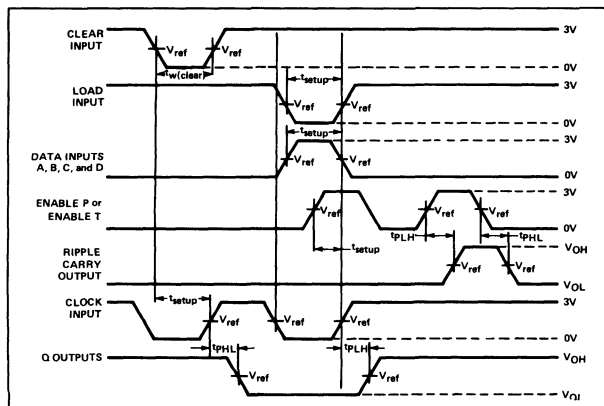 CLEAR INPUT
Vref Vref 3V
tw(clear)
0V
LOAD INPUT
tsetup
3V
Vref Vref
0V
tsetup
3V
DATA INPUTS A, B, C, and D
Vref Vref
0V
ENABLE P or ENABLE T
3V
Vref Vref Vref
0V
tPLH tPHL
tsetup
RIPPLE CARRY OUTPUT
VOH
Vref Vref
VOL
CLOCK INPUT
tsetup
3V
Vref Vref Vref
0V
tPHL tPLH
Q OUTPUTS
VOH
Vref Vref
VOL